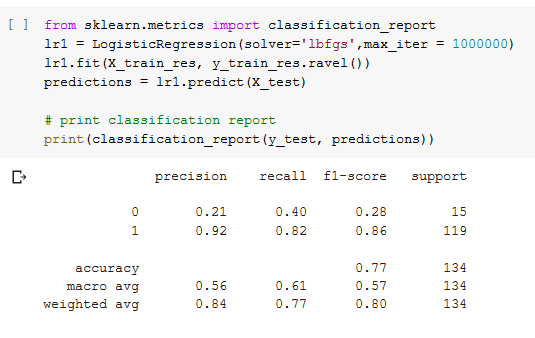 [ ] from sklearn.metrics import classification_report
lr1 = LogisticRegression(solver='lbfgs',max_iter = 1000000)
lr1.fit(X_train_res, y_train_res.ravel())
predictions = lr1.predict(X_test)
# print classification report
print(classification_report(y_test, predictions))
precision recall f1-score support
0 0.21 0.40 0.28 15
1 0.92 0.82 0.86 119
accuracy 0.77 134
macro avg 0.56 0.61 0.57 134
weighted avg 0.84 0.77 0.80 134